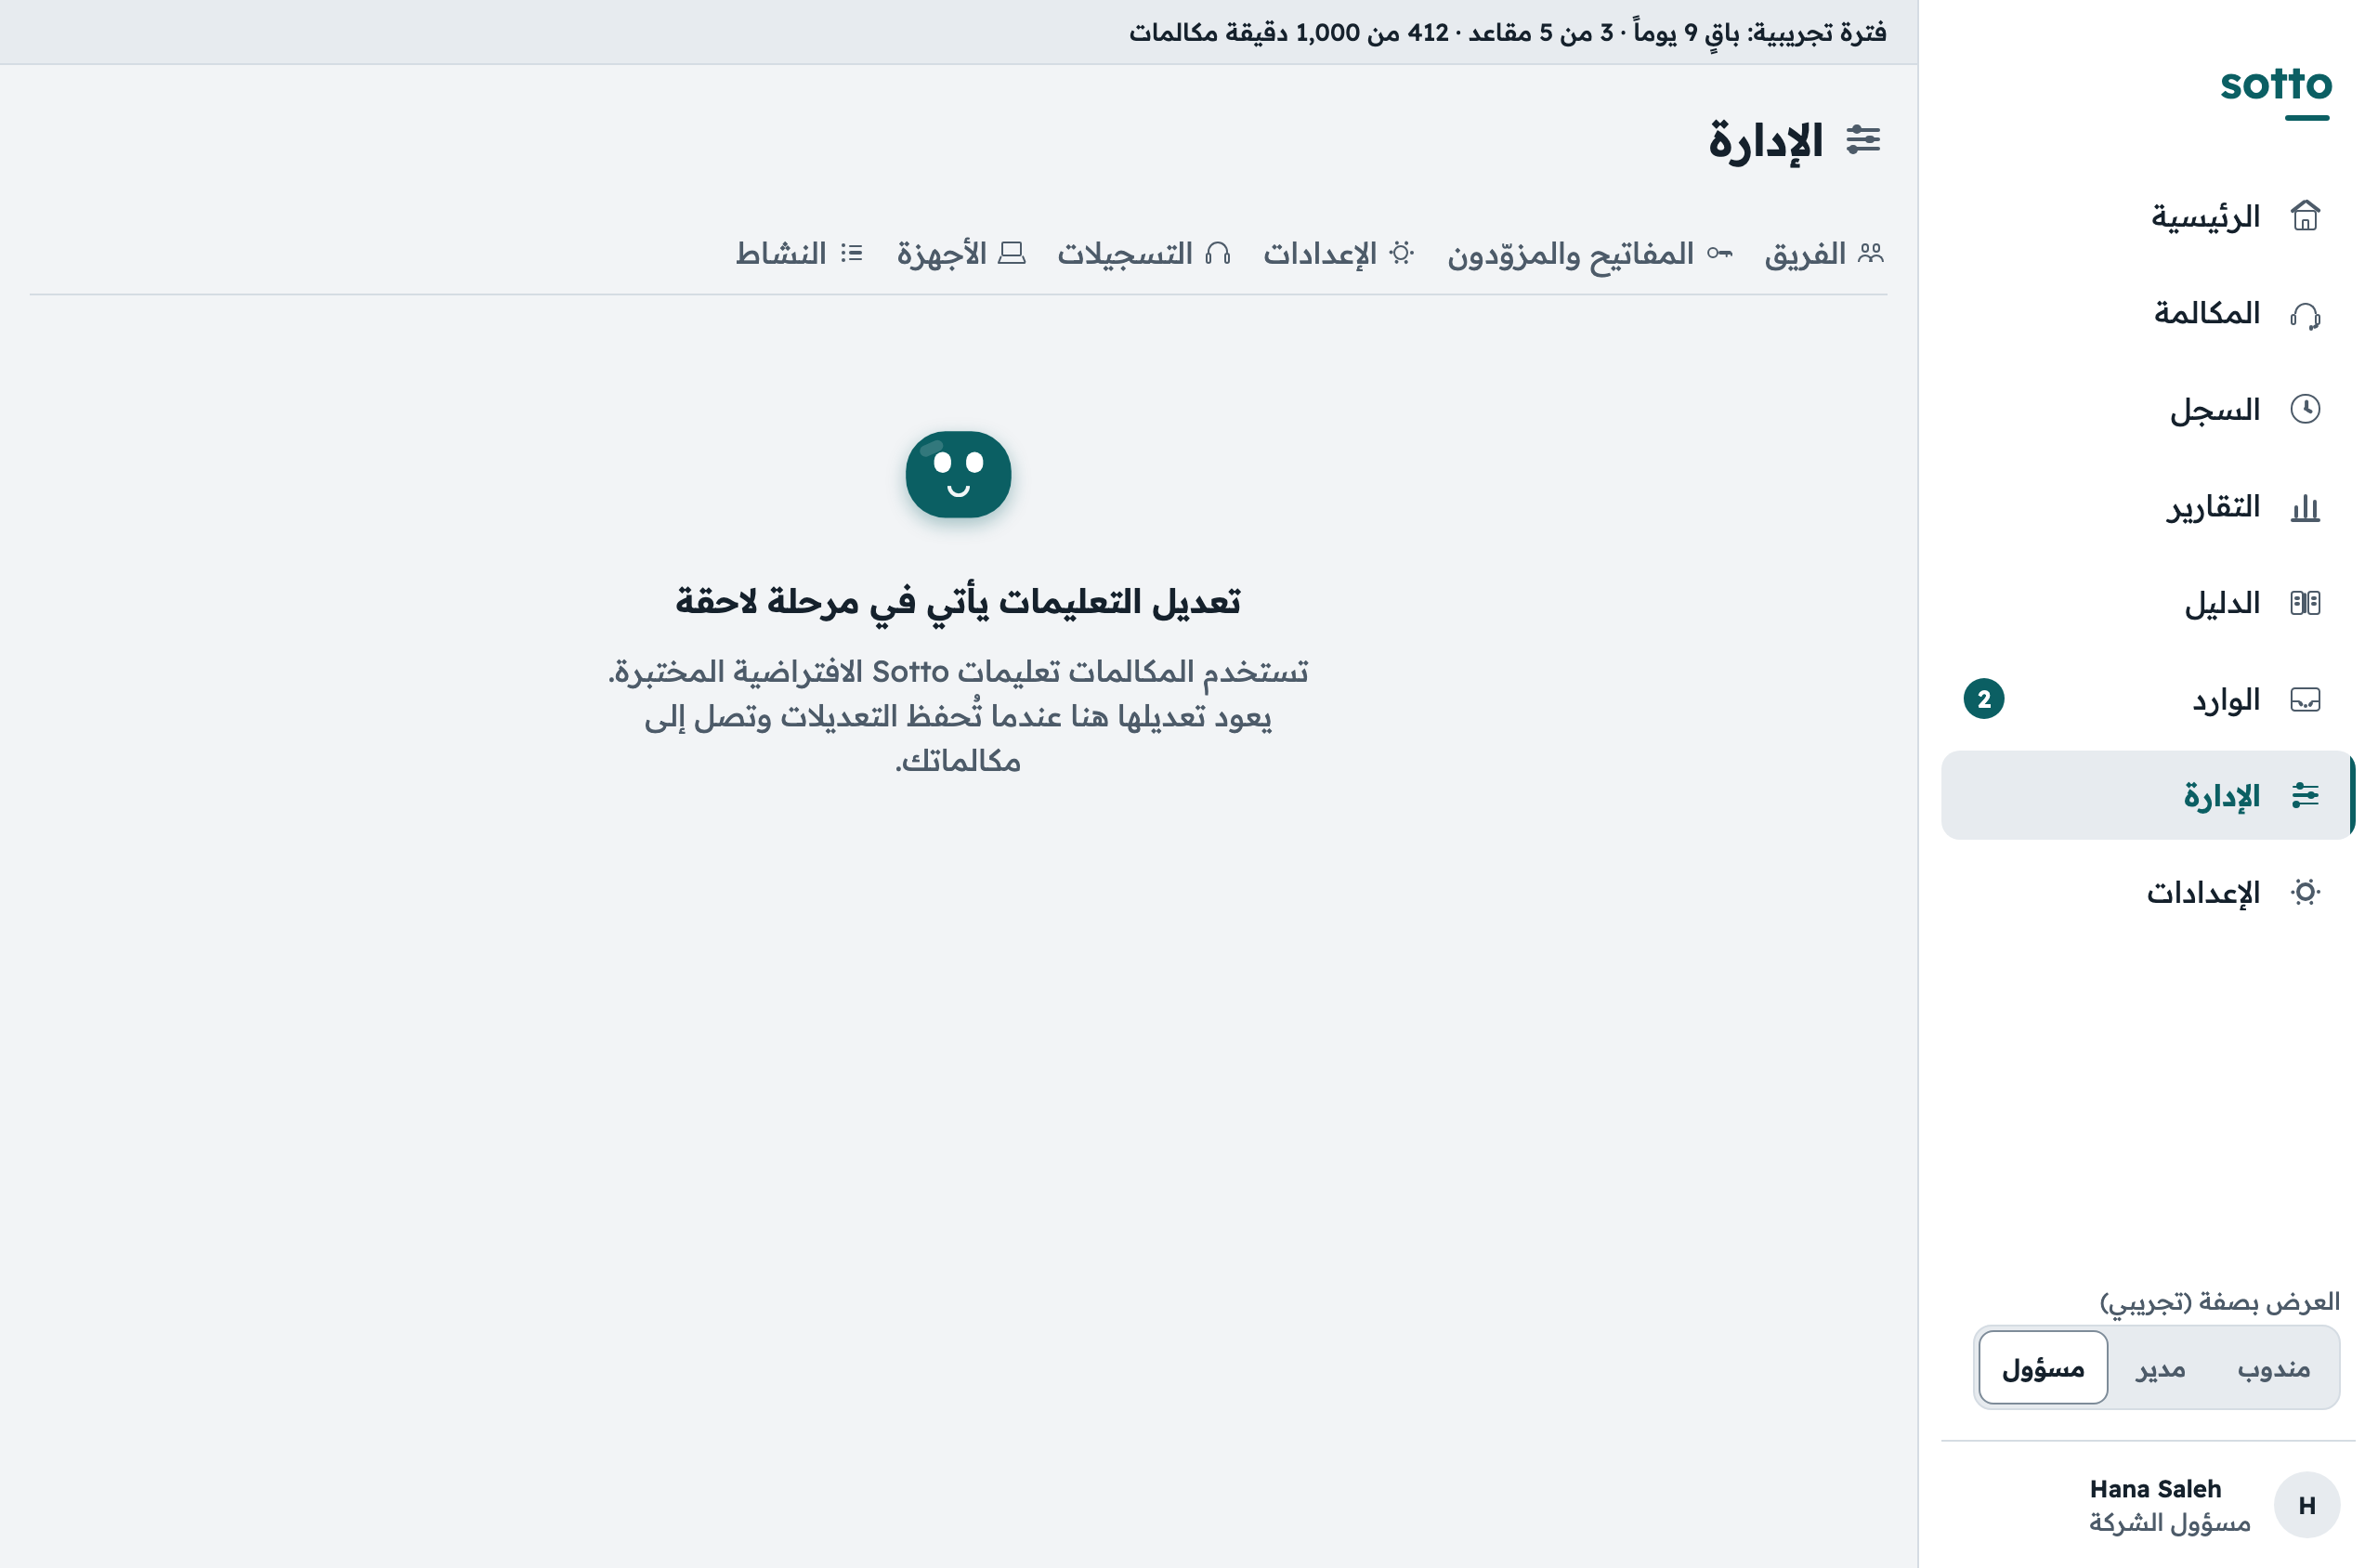 sotto
الرئيسية
المكالمة
السجل
التقارير
الدليل
الوارد 2
الإدارة
الإعدادات
العرض بصفة (تجريبي)
مندوب مدير مسؤول
H Hana Saleh
مسؤول الشركة
فترة تجريبية: باقٍ 9 يوماً · 3 من 5 مقاعد · 412 من 1,000 دقيقة مكالمات
الإدارة
الفريق المفاتيح والمزوّدون الإعدادات التسجيلات الأجهزة النشاط
تعديل التعليمات يأتي في مرحلة لاحقة
تستخدم المكالمات تعليمات Sotto الافتراضية المختبرة.
يعود تعديلها هنا عندما تُحفظ التعديلات وتصل إلى
مكالماتك.